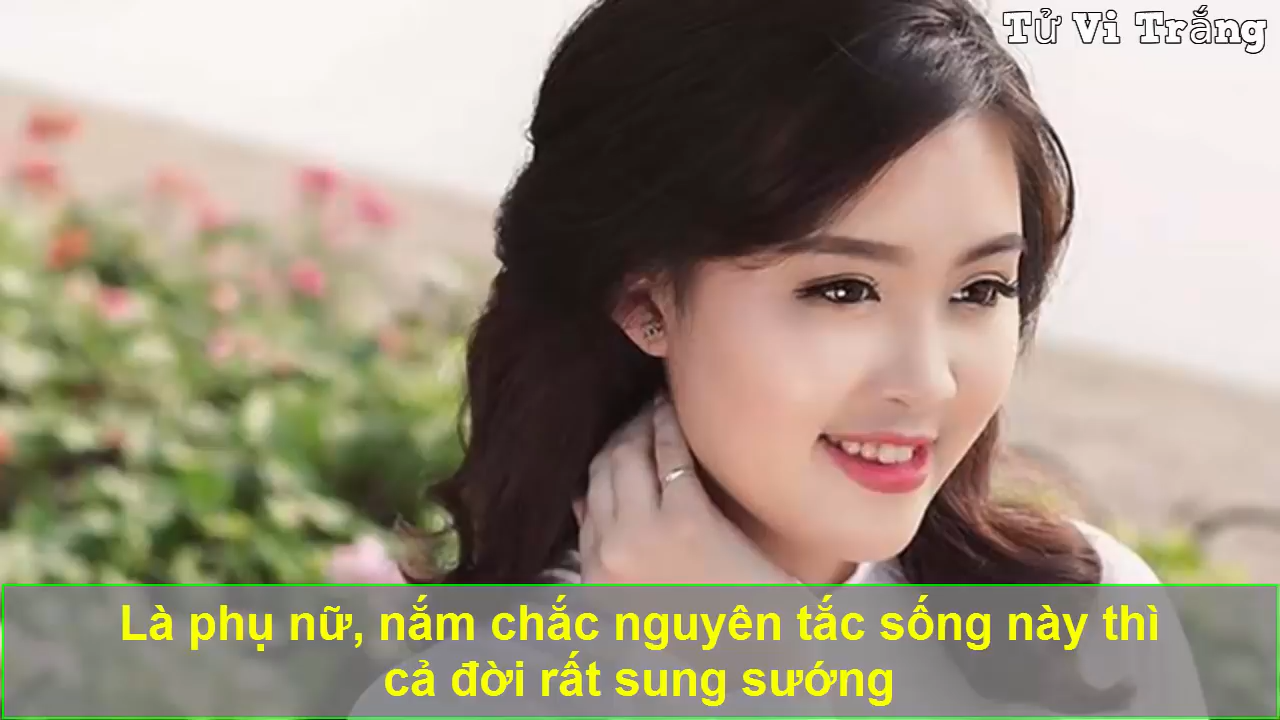 Tử Vi Trắng
Là phụ nữ, nắm chắc nguyên tắc sống này thì
cả đời rất sung sướng